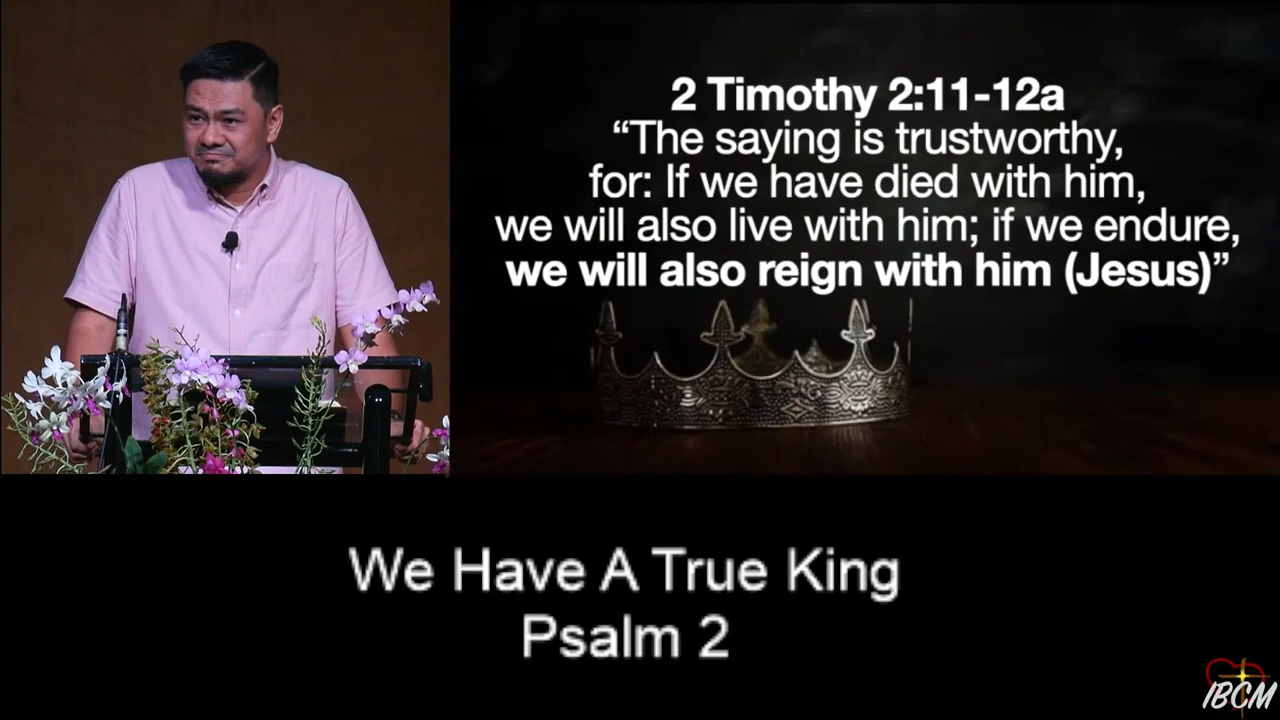 2 Timothy 2:11-12a
“The saying is trustworthy,
for: If we have died with him,
we will also live with him; if we endure,
we will also reign with him (Jesus)”
We Have A True King
Psalm 2
IBCM